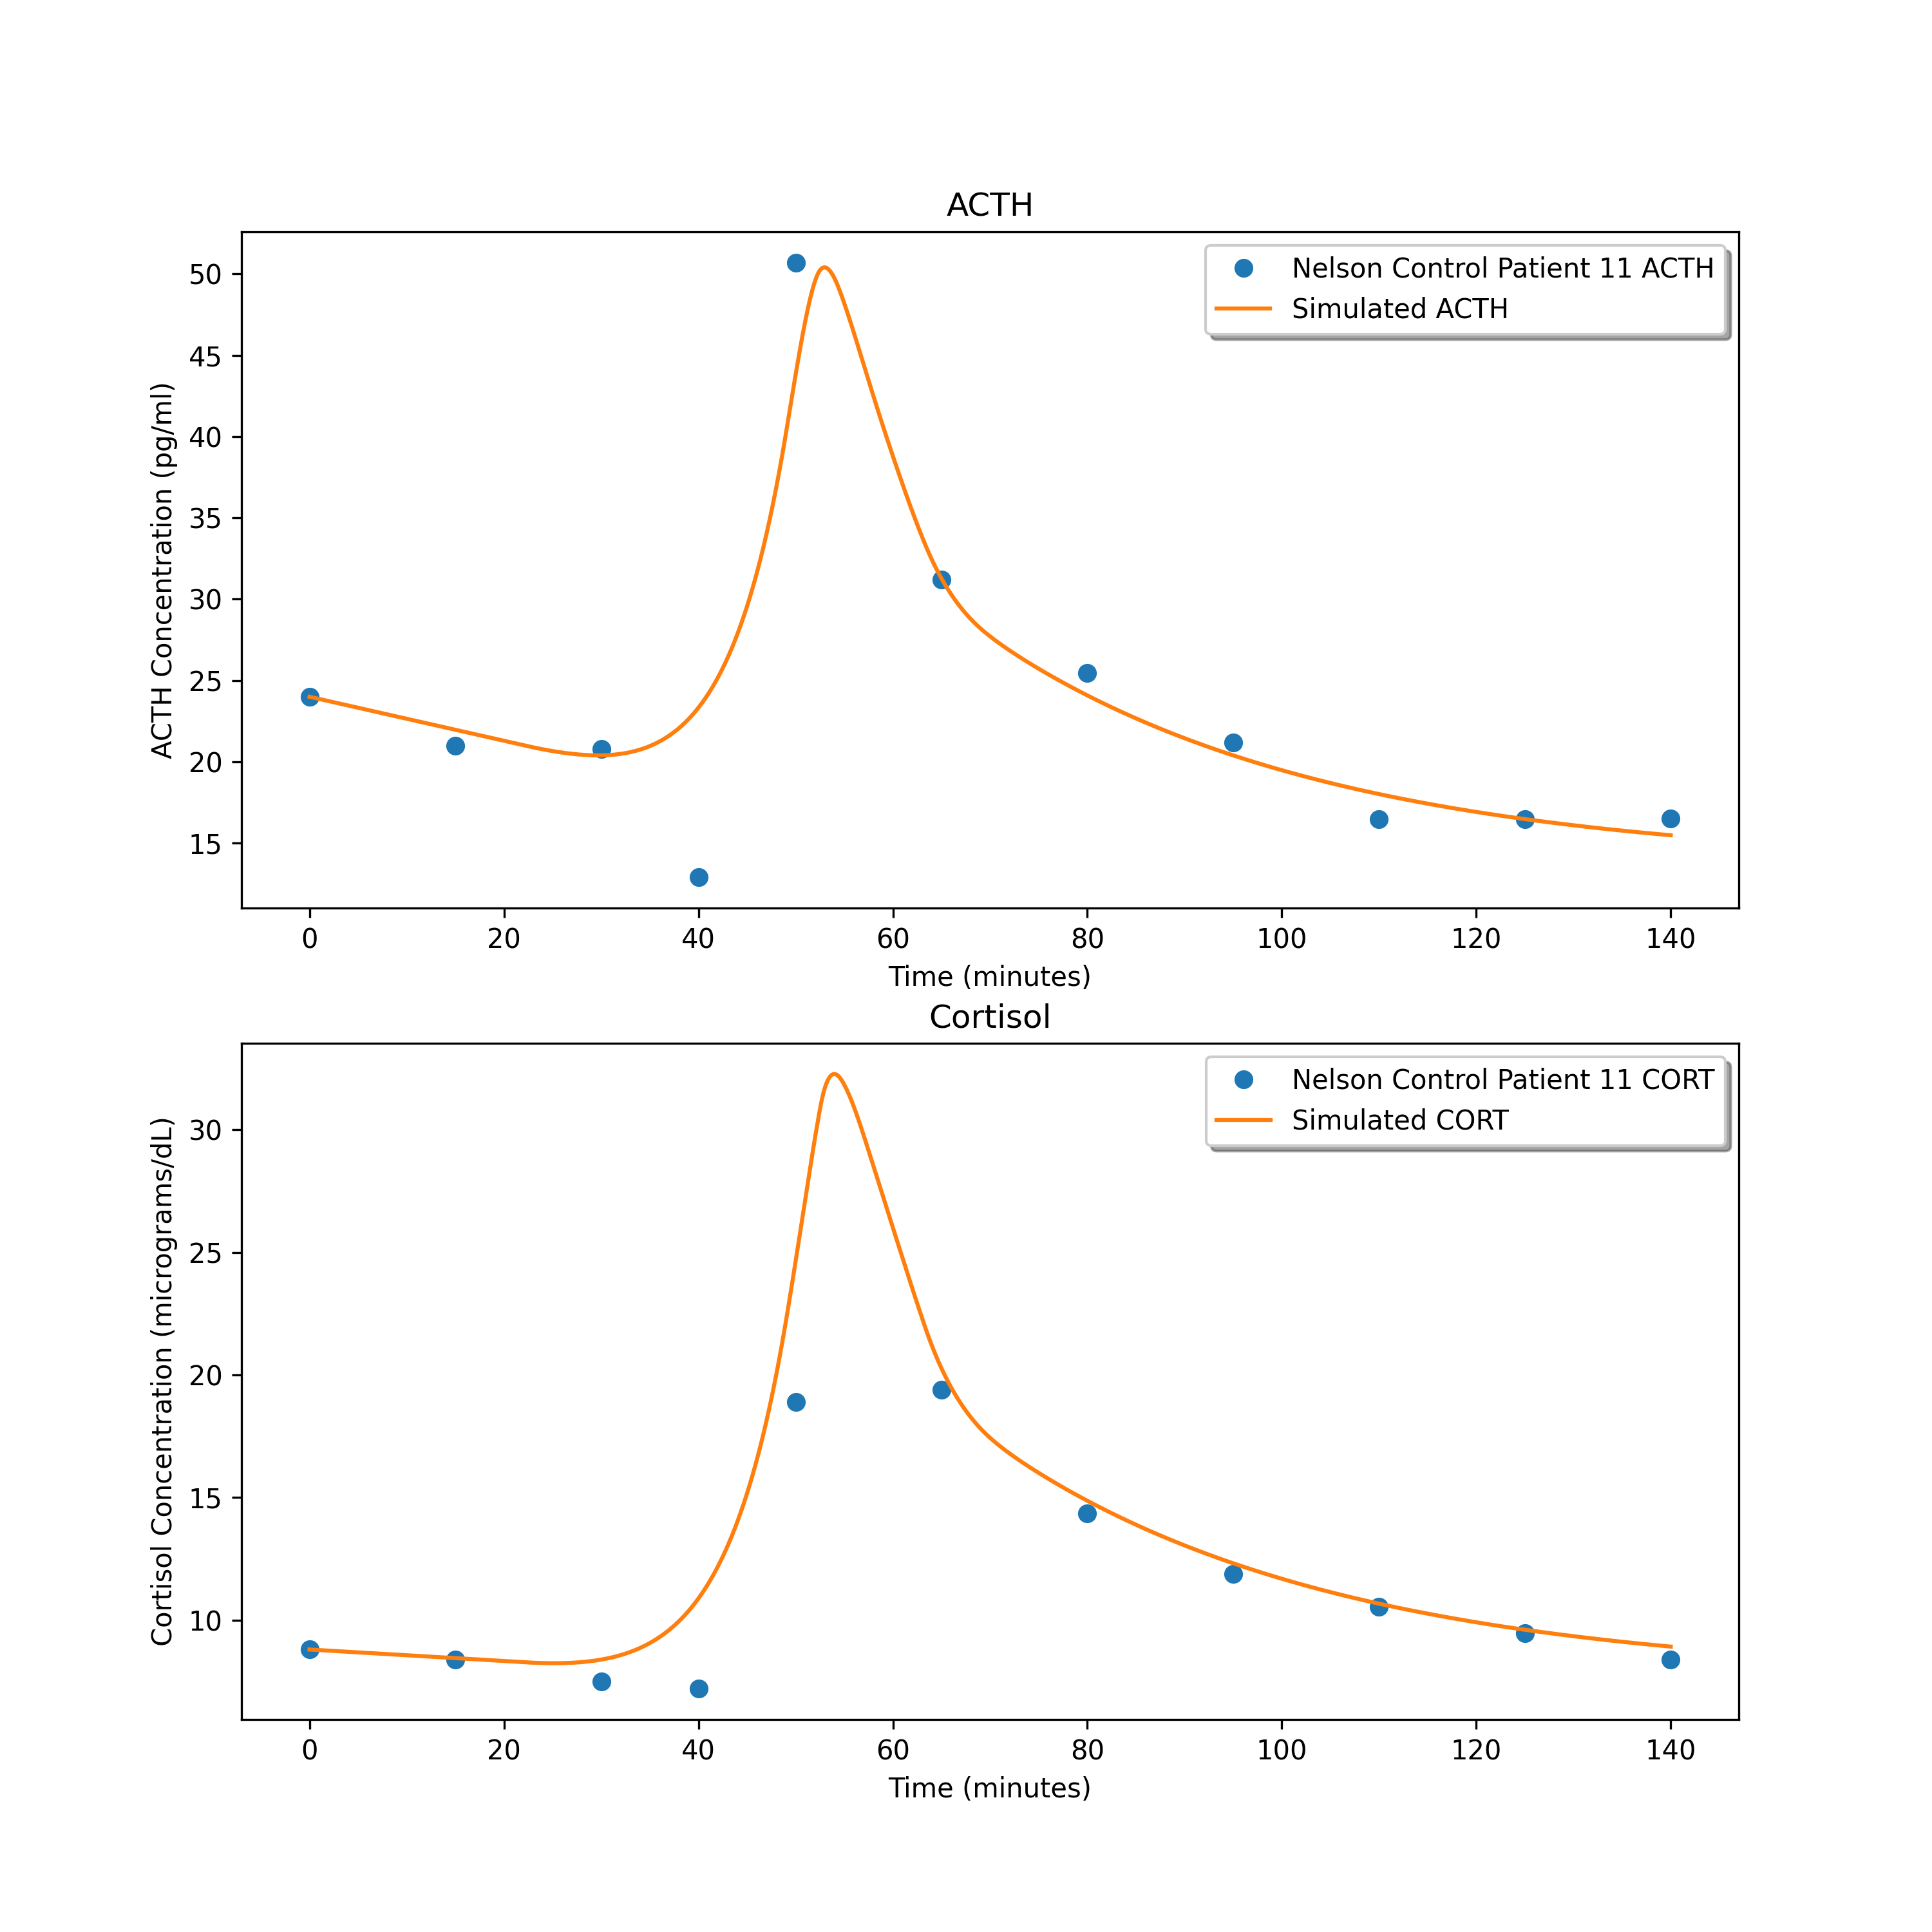 ACTH
Nelson Control Patient 11 ACTH
Simulated ACTH
ACTH Concentration (pg/ml)
50
45
40
35
30
25
20
15
0 20 40 60 80 100 120 140
Time (minutes)
Cortisol
Nelson Control Patient 11 CORT
Simulated CORT
Cortisol Concentration (micrograms/dL)
30
25
20
15
10
0 20 40 60 80 100 120 140
Time (minutes)